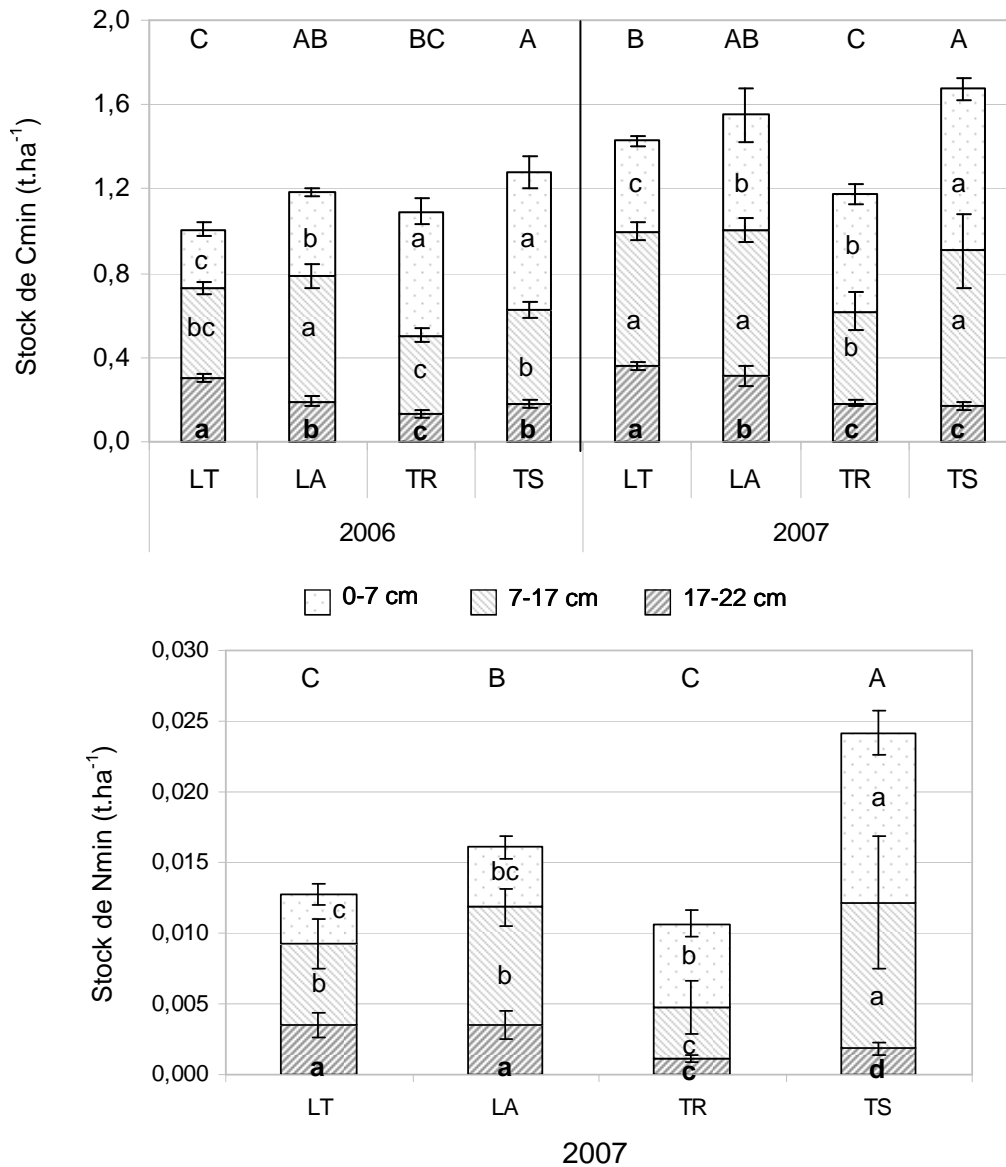 2,0
C AB BC A B AB C A
1,6
1,2
0,8
0,4
0,0
Stock de Cmin (t.ha-1)
c b a a c b b a
bc a c b a a b a
a b c b a b c c
LT LA TR TS LT LA TR TS
2006 2007
0-7 cm 7-17 cm 17-22 cm
0,030
C B C A
0,025
0,020
0,015
0,010
0,005
0,000
Stock de Nmin (t.ha-1)
c bc b a
b b c a
a a c d
LT LA TR TS
2007